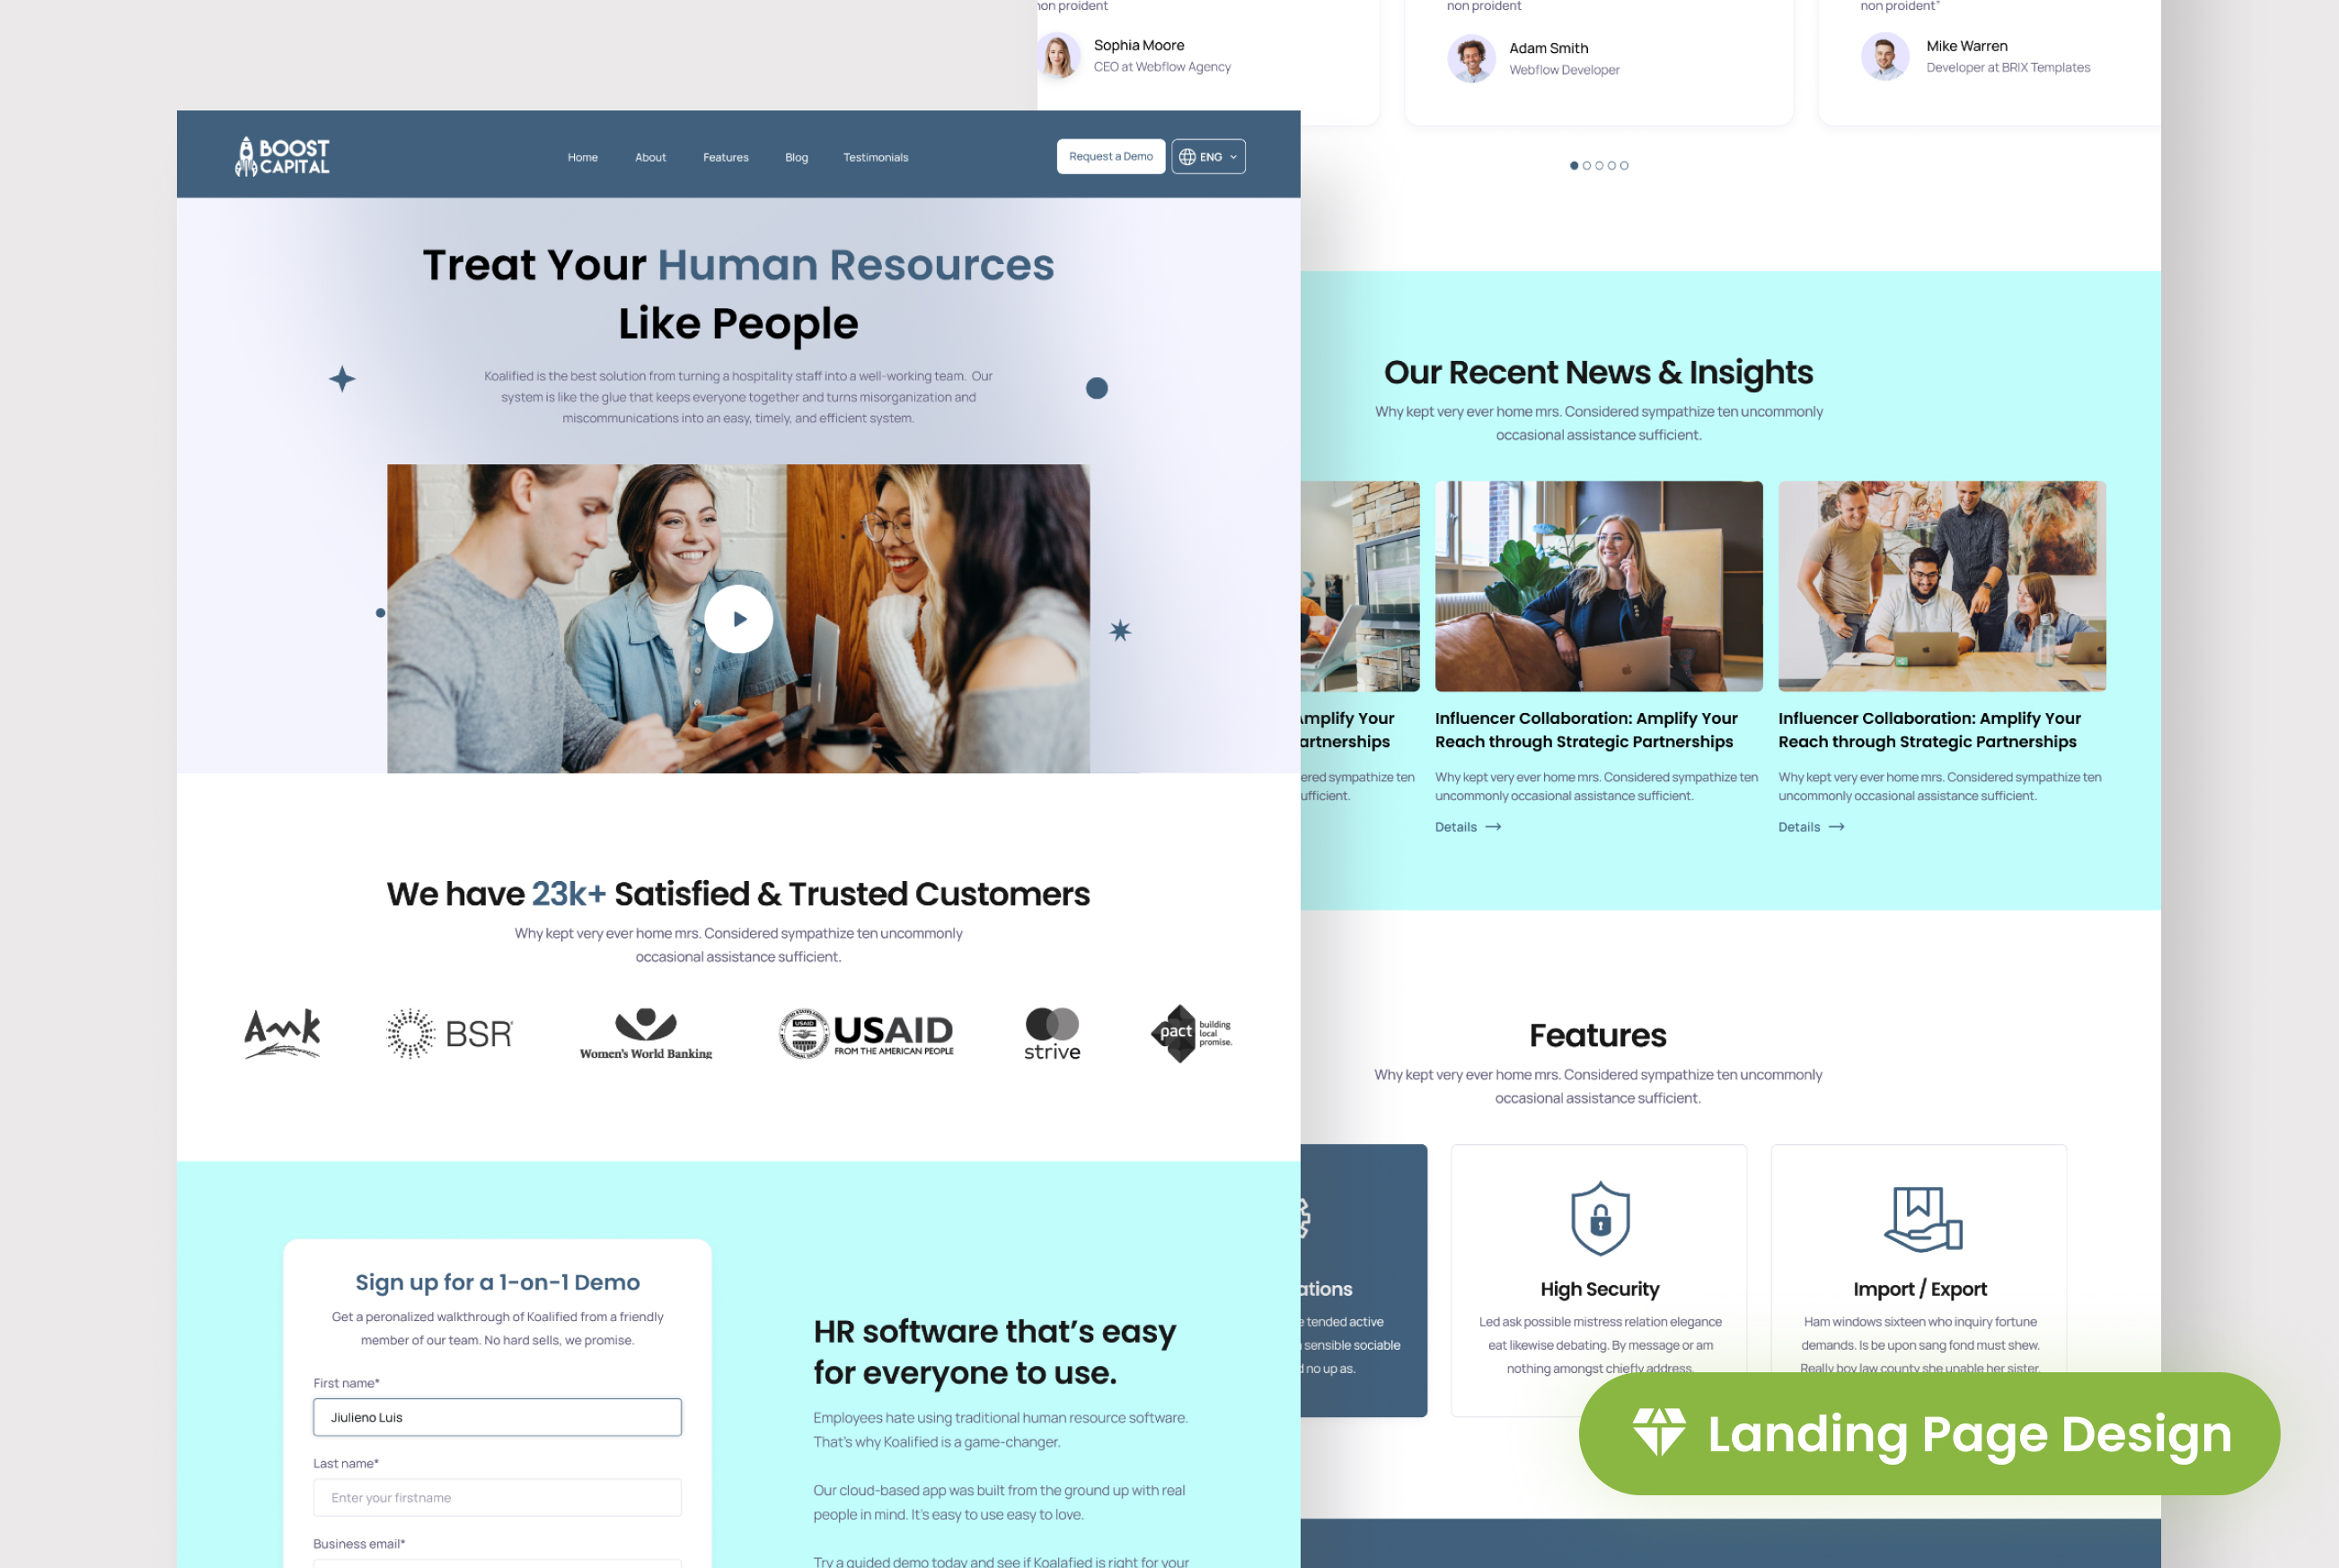 non proident
Sophia Moore
CEO at Webflow Agency
non proident
Adam Smith
Webflow Developer
non proident"
Mike Warren
Developer at BRIX Templates
BOOST
CAPITAL
Home
About
Features
Blog
Testimonials
Request a Demo
ENG
Treat Your Human Resources
Like People
Koalified is the best solution from turning a hospitality staff into a well-working team. Our
system is like the glue that keeps everyone together and turns misorganization and
miscommunications into an easy, timely, and efficient system.
We have 23k+ Satisfied & Trusted Customers
Why kept very ever home mrs. Considered sympathize ten uncommonly
occasional assistance sufficient.
Amk
BSR
Women's World Banking
USAID
USAID
FROM THE AMERICAN PEOPLE
strive
pact
building
local
promise.
Sign up for a 1-on-1 Demo
Get a peronalized walkthrough of Koalified from a friendly
member of our team. No hard sells, we promise.
First name*
Jiulieno Luis
Last name*
Enter your firstname
Business email*
HR software that's easy
for everyone to use.
Employees hate using traditional human resource software.
That's why Koalified is a game-changer.
Our cloud-based app was built from the ground up with real
people in mind. It's easy to use easy to love.
Try a guided demo today and see if Koalafied is right for your
Our Recent News & Insights
Why kept very ever home mrs. Considered sympathize ten uncommonly
occasional assistance sufficient.
Amplify Your
artnerships
ered sympathize ten
ufficient.
Influencer Collaboration: Amplify Your
Reach through Strategic Partnerships
Why kept very ever home mrs. Considered sympathize ten
uncommonly occasional assistance sufficient.
Details
Influencer Collaboration: Amplify Your
Reach through Strategic Partnerships
Why kept very ever home mrs. Considered sympathize ten
uncommonly occasional assistance sufficient.
Details
Features
Why kept very ever home mrs. Considered sympathize ten uncommonly
occasional assistance sufficient.
ations
tended active
sensible sociable
no up as.
High Security
Led ask possible mistress relation elegance
eat likewise debating. By message or am
nothing amongst chiefly address.
Import / Export
Ham windows sixteen who inquiry fortune
demands. Is be upon sang fond must shew.
Really boy law county she unable her sister.
Landing Page Design